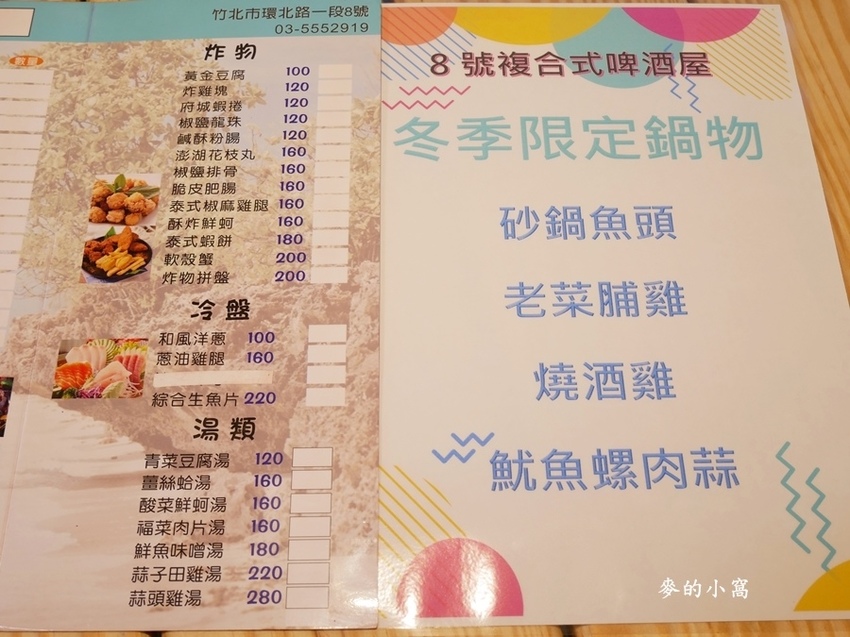 竹北市環北路一段8號
03-5552919
數量
炸物
黃金豆腐 100
炸雞塊 120
府城蝦捲 120
椒鹽龍珠 120
鹹酥粉腸 120
澎湖花枝丸 160
椒鹽排骨 160
脆皮肥腸 160
泰式椒麻雞腿 160
酥炸鮮蚵 160
泰式蝦餅 180
軟殼蟹 200
炸物拼盤 200
冷盤
和風洋蔥 100
蔥油雞腿 160
綜合生魚片 220
湯類
青菜豆腐湯 120
薑絲蛤湯 160
酸菜鮮蚵湯 160
福菜肉片湯 160
鮮魚味噌湯 180
蒜子田雞湯 220
蒜頭雞湯 280
8號複合式啤酒屋
冬季限定鍋物
砂鍋魚頭
老菜脯雞
燒酒雞
魷魚螺肉蒜
麥的小窩